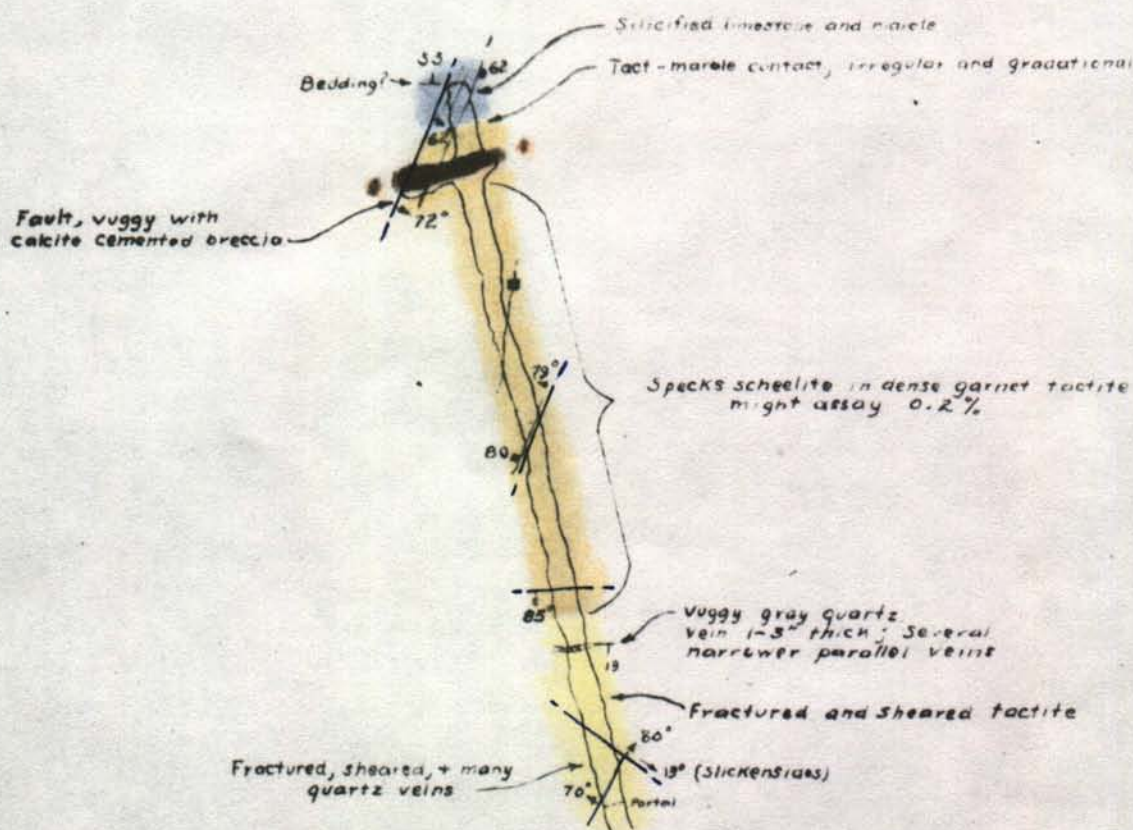 Silicified limestone and marble
Tact-marble contact, irregular and gradational
Bedding?
33
62
62
72°
Fault, vuggy with
calcite cemented breccia
79°
80
Specks scheelite in dense garnet tactite
might assay 0.2%
85°
Vuggy gray quartz
vein 1-3" thick; Several
narrower parallel veins
19
Fractured and sheared tactite
80°
19° (slickensides)
Fractured, sheared, + many
quartz veins
70°
Portal